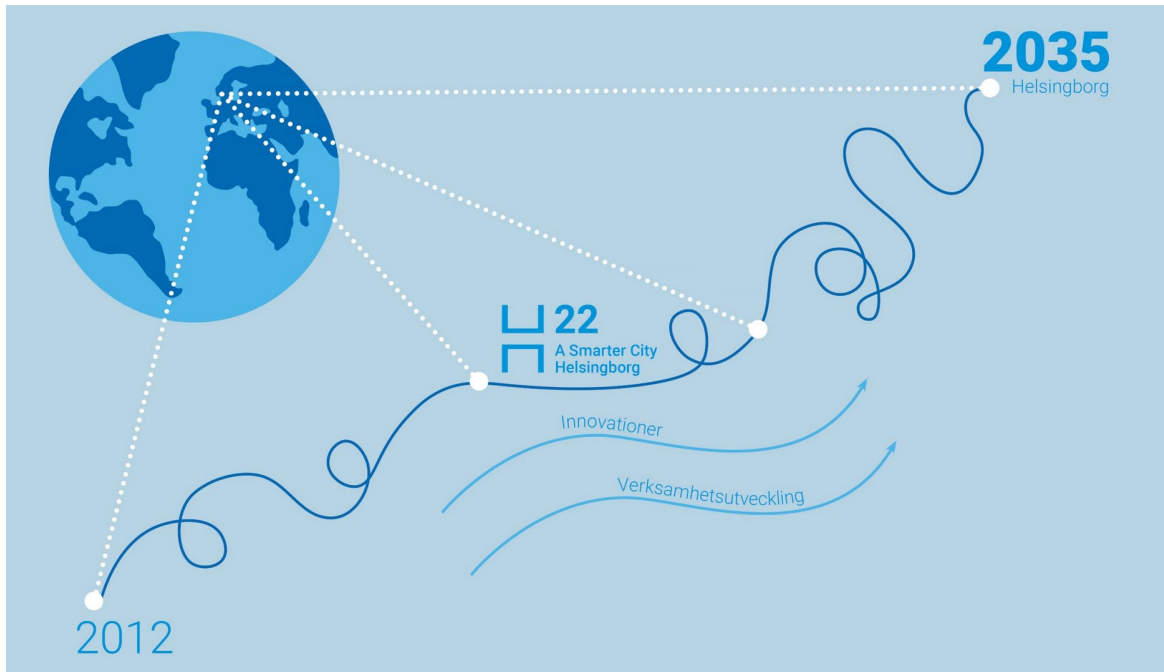 2035
Helsingborg
22
A Smarter City
Helsingborg
Innovationer
Verksamhetsutveckling
2012